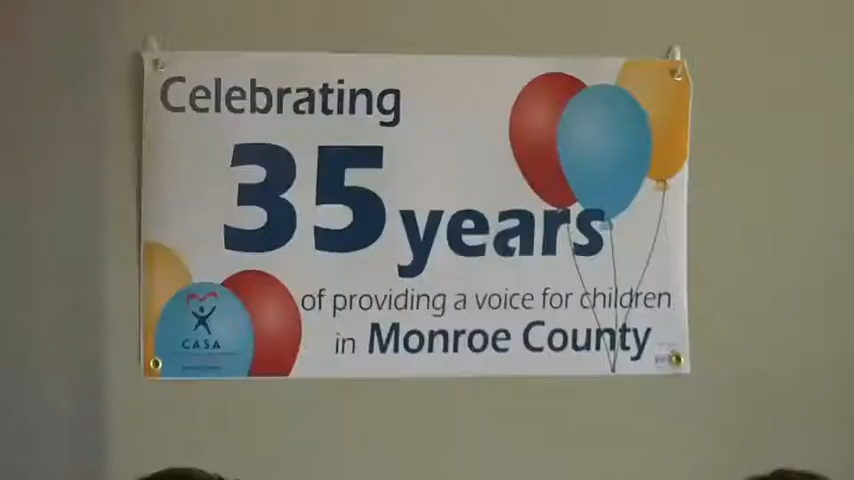 Celebrating
35 years
of providing a voice for children
in Monroe County
CASA